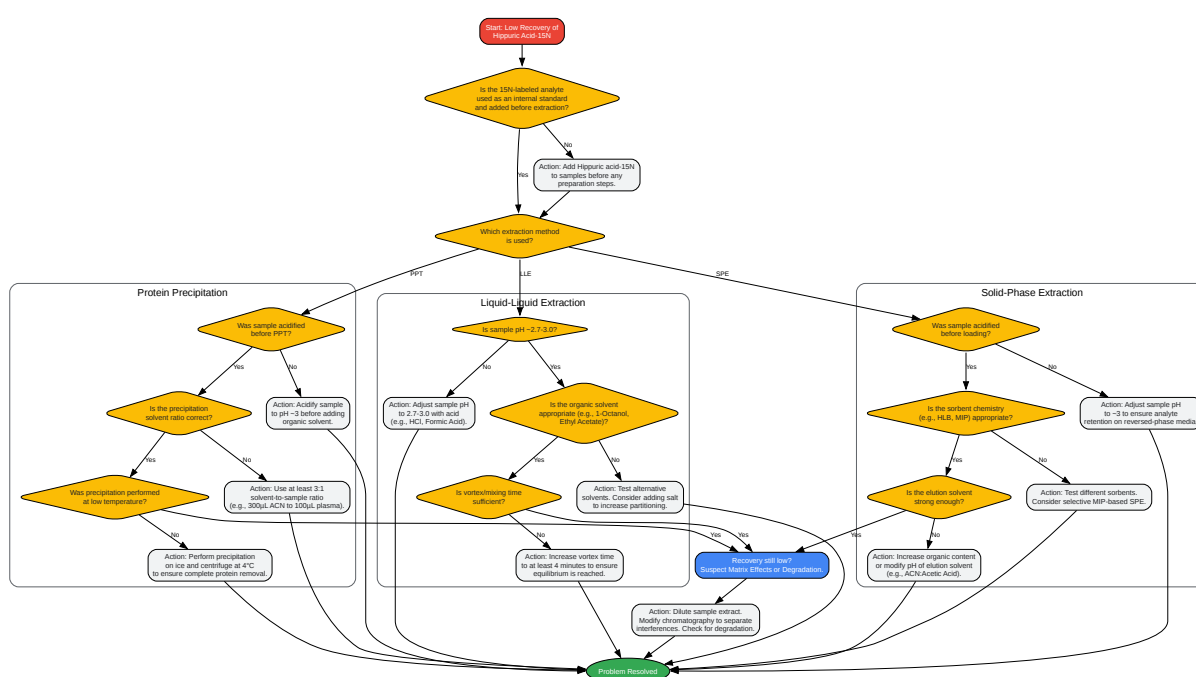 Start: Low Recovery of
Hippuric Acid-15N
Is the 15N-labeled analyte
used as an internal standard
and added before extraction?
No
Action: Add Hippuric acid-15N
to samples before any
preparation steps.
Yes
Which extraction method
is used?
PPT
LLE
SPE
Protein Precipitation
Was sample acidified
before PPT?
Yes
No
Is the precipitation
solvent ratio correct?
Action: Acidify sample
to pH ~3 before adding
organic solvent.
Yes
No
Was precipitation performed
at low temperature?
Action: Use at least 3:1
solvent-to-sample ratio
(e.g., 300µL ACN to 100µL plasma).
No
Yes
Action: Perform precipitation
on ice and centrifuge at 4°C
to ensure complete protein removal.
Liquid-Liquid Extraction
Is sample pH ~2.7-3.0?
No
Yes
Action: Adjust sample pH
to 2.7-3.0 with acid
(e.g., HCl, Formic Acid).
Is the organic solvent
appropriate (e.g., 1-Octanol,
Ethyl Acetate)?
Yes
No
Is vortex/mixing time
sufficient?
Action: Test alternative
solvents. Consider adding salt
to increase partitioning.
No
Yes
Action: Increase vortex time
to at least 4 minutes to ensure
equilibrium is reached.
Solid-Phase Extraction
Was sample acidified
before loading?
Yes
No
Is the sorbent chemistry
(e.g., HLB, MIP) appropriate?
Action: Adjust sample pH
to ~3 to ensure analyte
retention on reversed-phase media
Yes
No
Is the elution solvent
strong enough?
Action: Test different sorbents.
Consider selective MIP-based SPE.
Yes
No
Action: Increase organic content
or modify pH of elution solvent
(e.g., ACN:Acetic Acid).
Recovery still low?
Suspect Matrix Effects or Degradation.
Action: Dilute sample extract.
Modify chromatography to separate
interferences. Check for degradation.
Problem Resolved